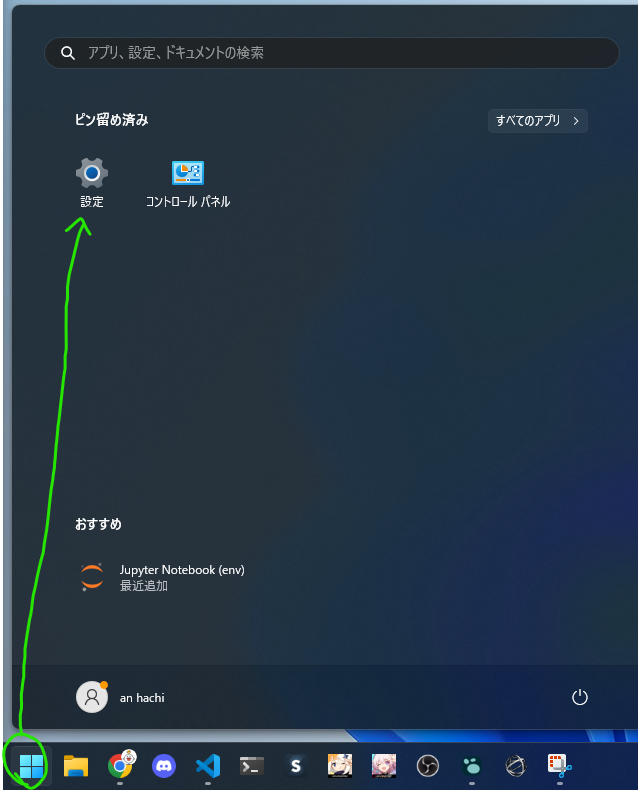 アプリ、設定、ドキュメントの検索
ピン留め済み
すべてのアプリ
設定
コントロール パネル
おすすめ
Jupyter Notebook (env)
最近追加
an hachi
S